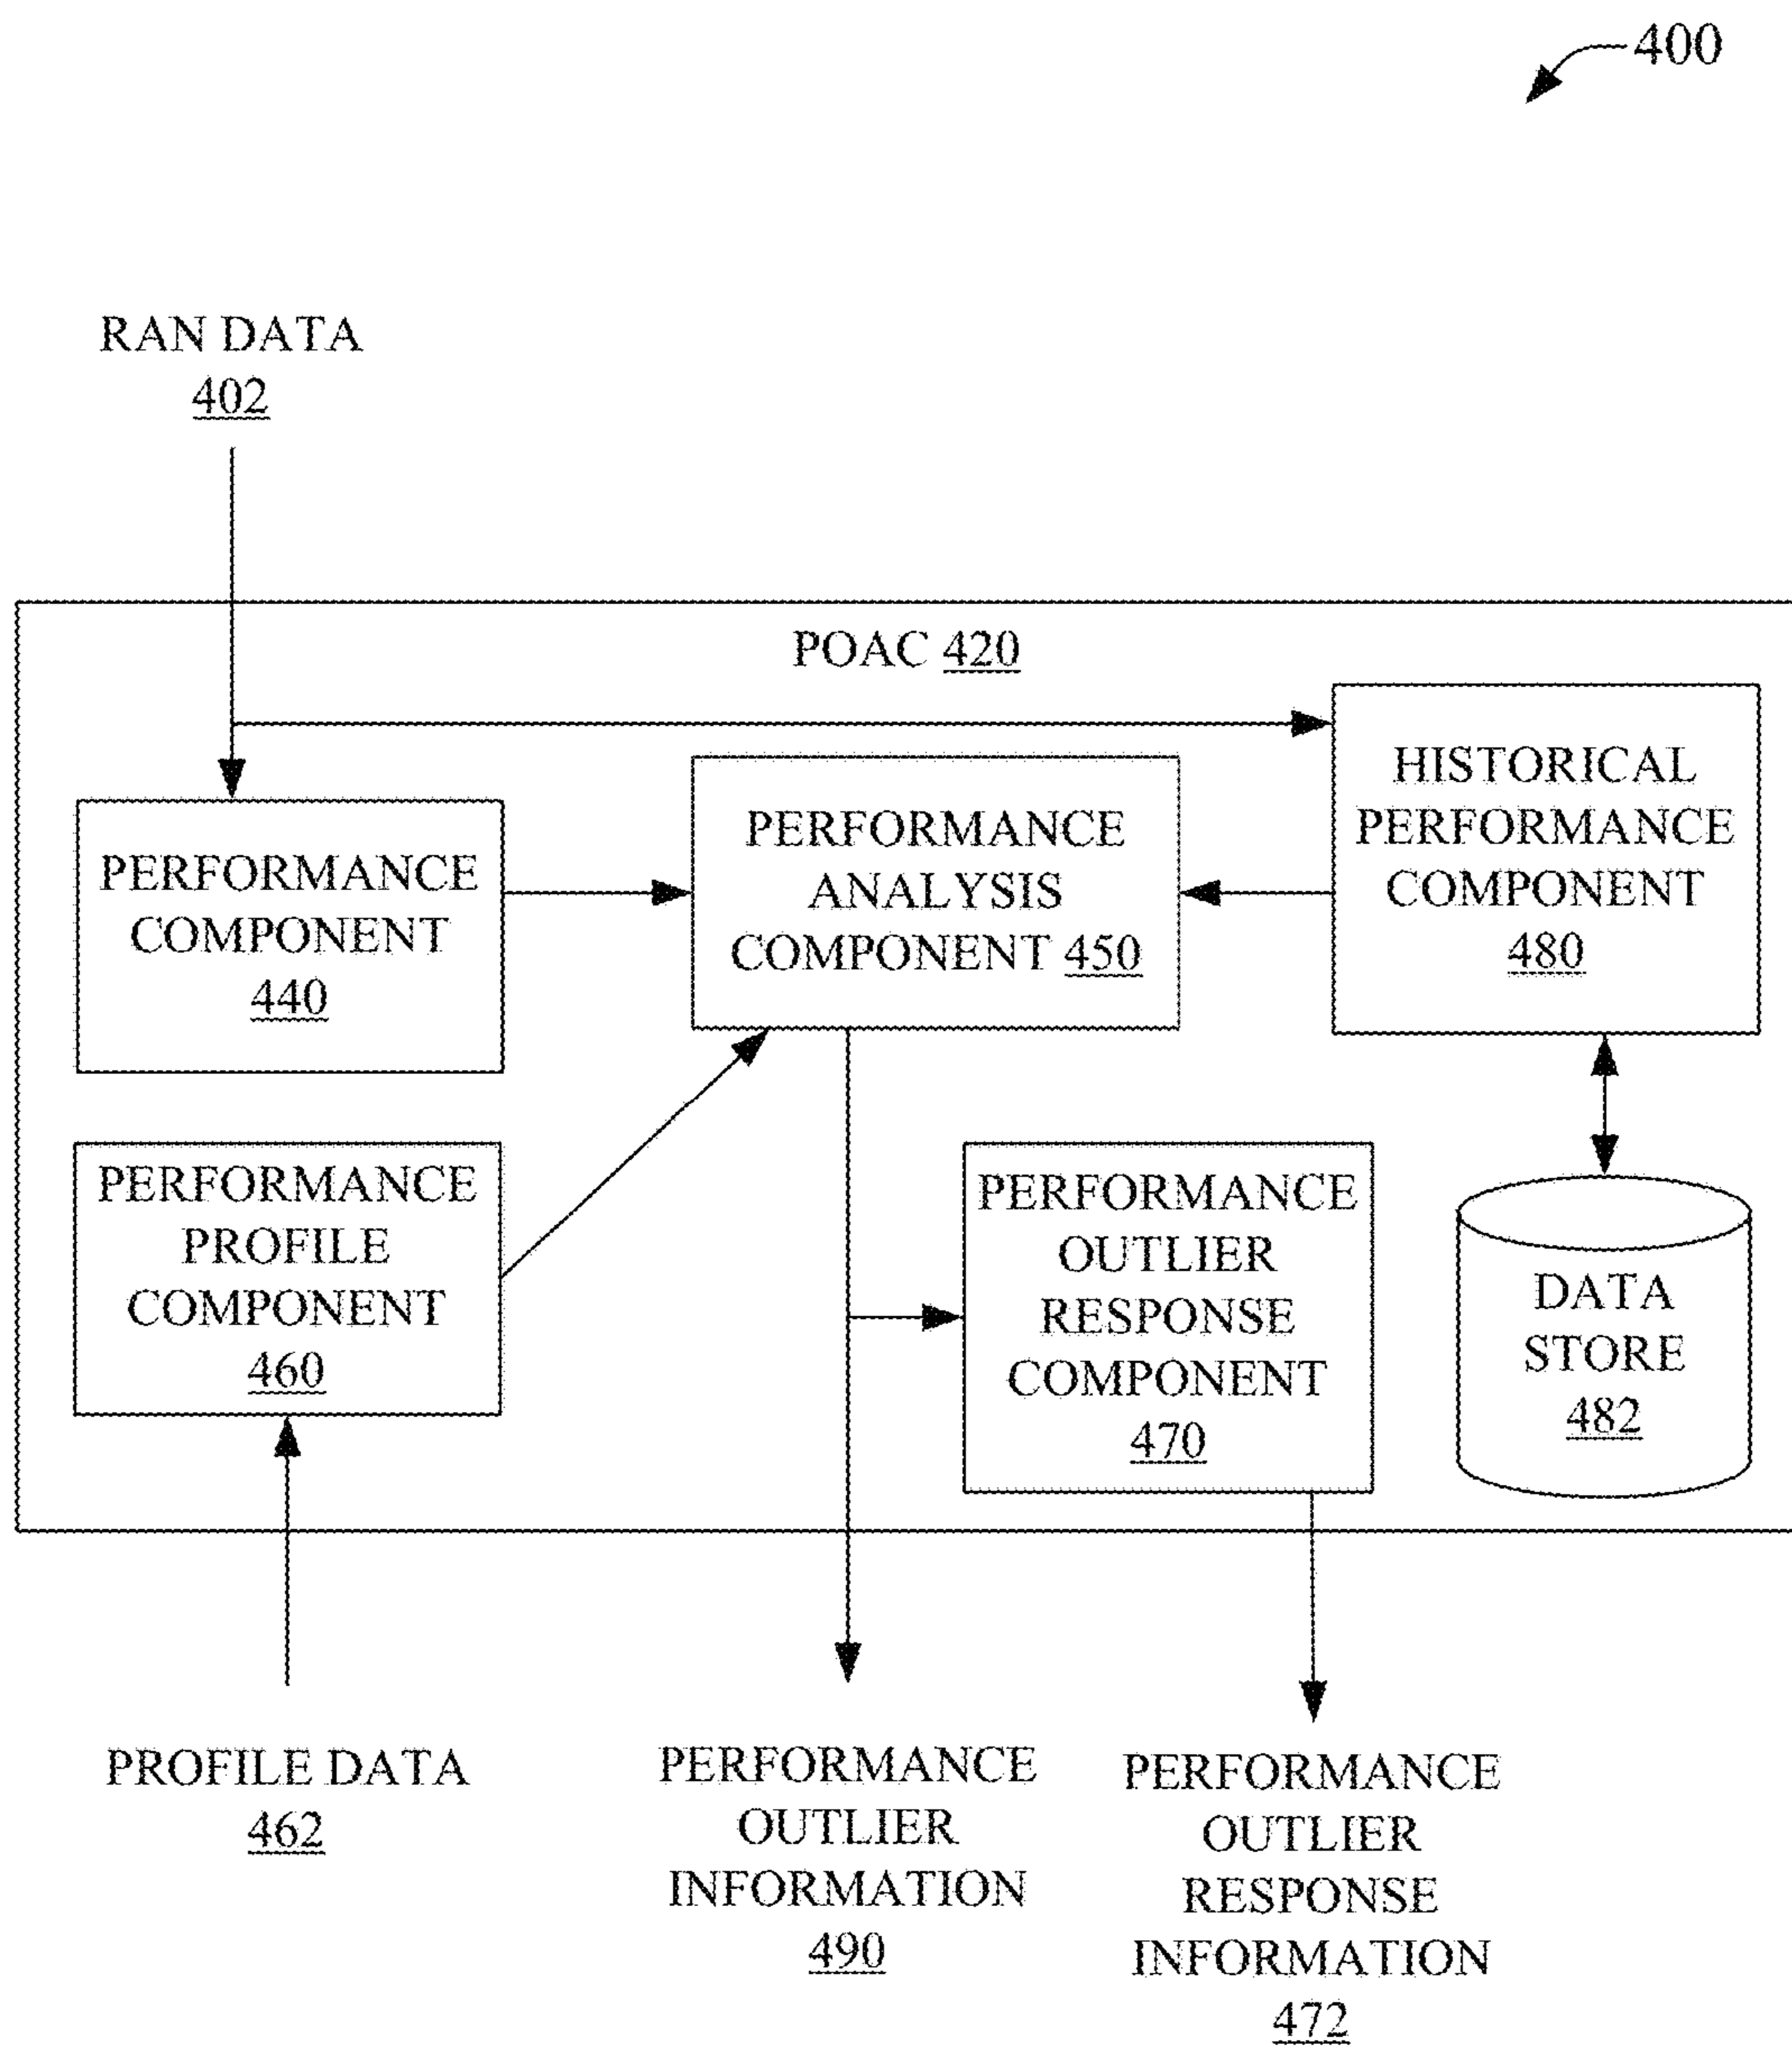 400
RAN DATA
402
POAC 420
HISTORICAL
PERFORMANCE
COMPONENT
480
PERFORMANCE
ANALYSIS
COMPONENT 450
PERFORMANCE
COMPONENT
440
PERFORMANCE
PROFILE
COMPONENT
460
PERFORMANCE
OUTLIER
RESPONSE
COMPONENT
470
DATA
STORE
482
PROFILE DATA
462
PERFORMANCE
OUTLIER
INFORMATION
490
PERFORMANCE
OUTLIER
RESPONSE
INFORMATION
472